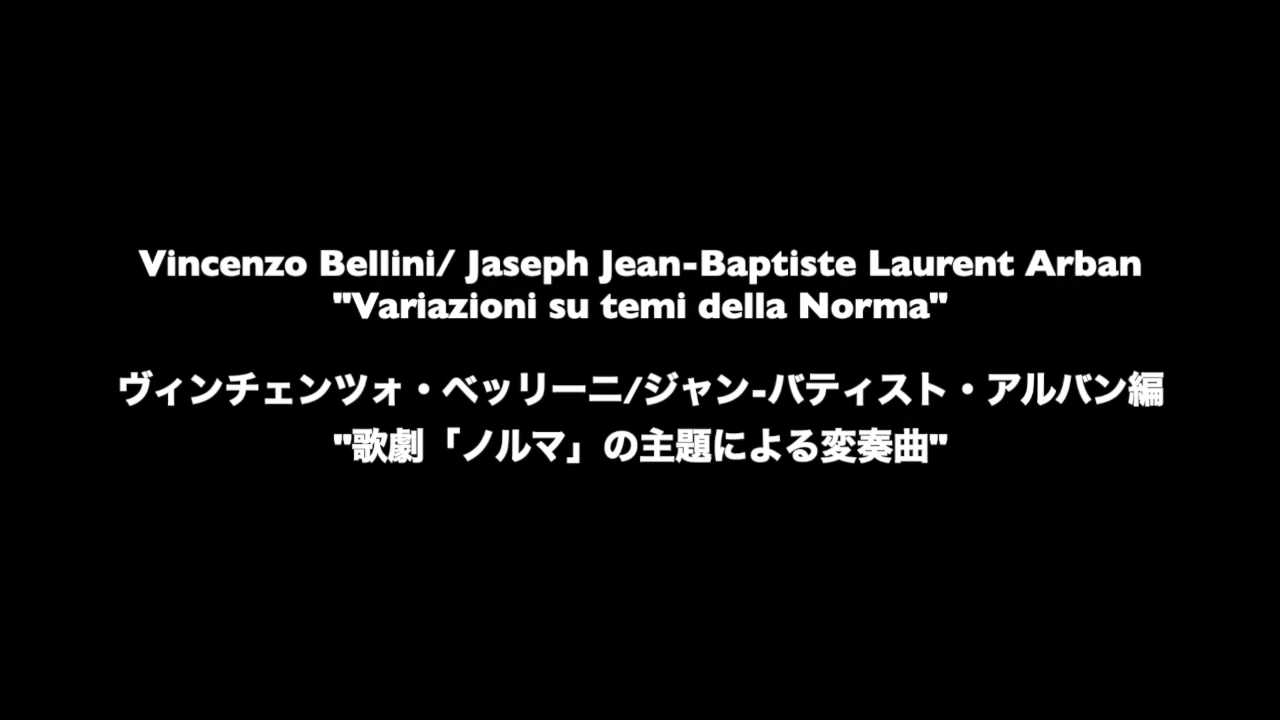 Vincenzo Bellini/ Jaseph Jean-Baptiste Laurent Arban
"Variazioni su temi della Norma"
ヴィンチェンツォ・ベッリーニ/ジャン-バティスト・アルバン編
"歌劇「ノルマ」の主題による変奏曲"